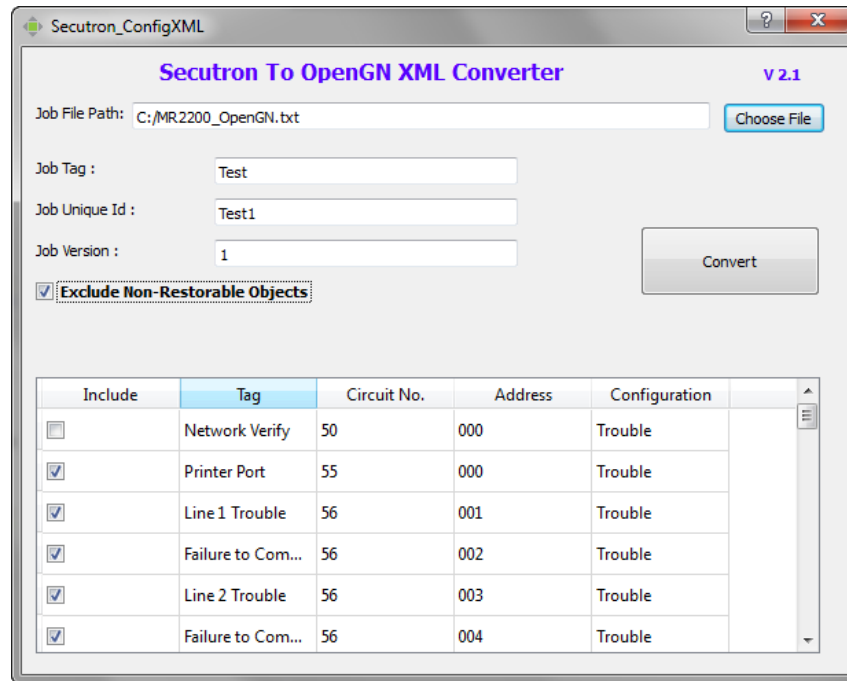 Secutron_ConfigXML
Secutron To OpenGN XML Converter V 2.1
Job File Path: C:/MR2200_OpenGN.txt Choose File
Job Tag : Test
Job Unique Id : Test1
Job Version : 1
Convert
Exclude Non-Restorable Objects
Include Tag Circuit No. Address Configuration
Network Verify 50 000 Trouble
Printer Port 55 000 Trouble
Line 1 Trouble 56 001 Trouble
Failure to Com... 56 002 Trouble
Line 2 Trouble 56 003 Trouble
Failure to Com... 56 004 Trouble